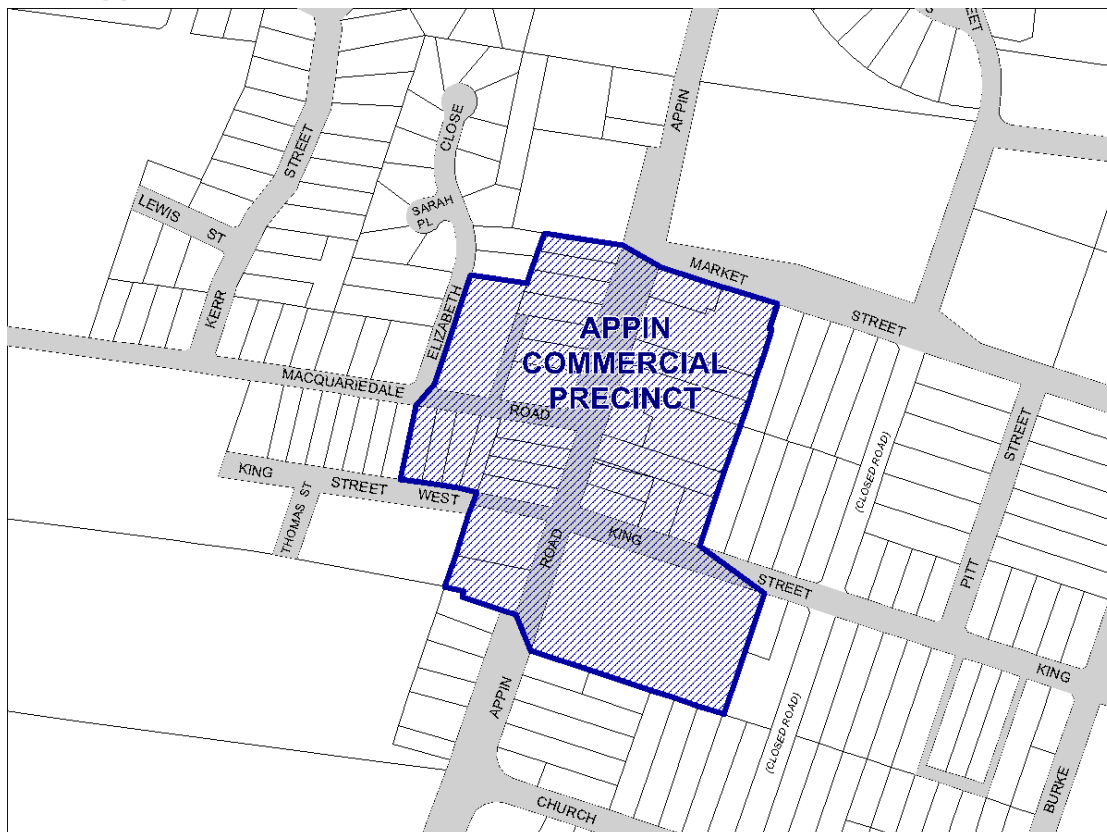 STREET
APPIN
CLOSE
STREET
SARAH
PL
LEWIS
ST
MARKET
STREET
KERR
ELIZABETH
APPIN
COMMERCIAL
PRECINCT
MACQUARIEDALE
ROAD
STREET
(CLOSED ROAD)
KING
STREET
WEST
THOMAS ST
ROAD
KING
STREET
PITT
KING
APPIN
(CLOSED ROAD)
BURKE
CHURCH